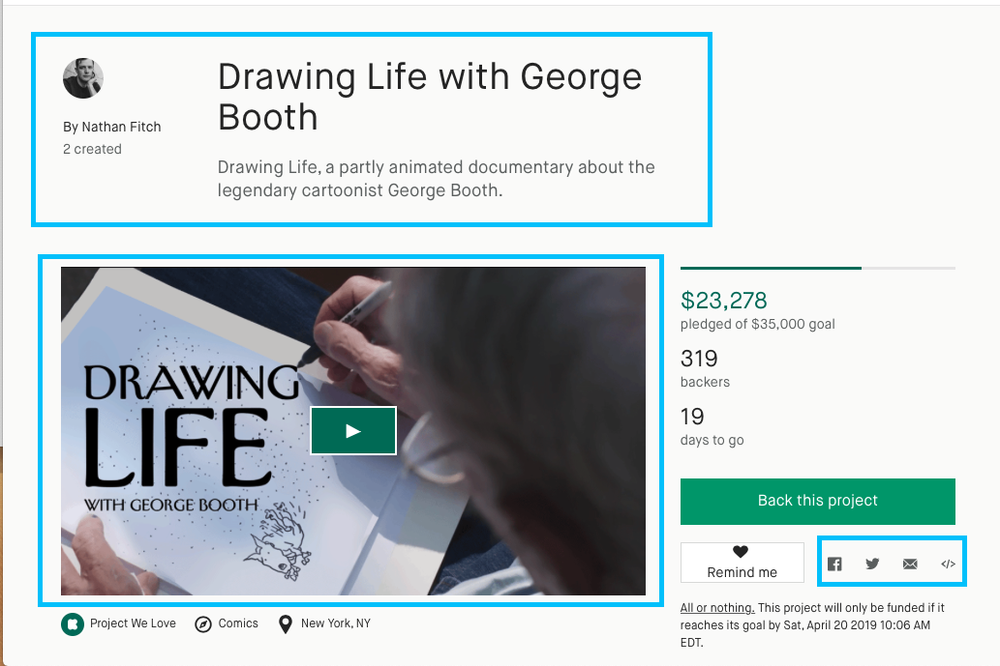 Drawing Life with George
Booth
By Nathan Fitch
2 created
Drawing Life, a partly animated documentary about the
legendary cartoonist George Booth.
DRAWING
LIFE
WITH GEORGE BOOTH
$23,278
pledged of $35,000 goal
319
backers
19
days to go
Back this project
Remind me
All or nothing. This project will only be funded if it
reaches its goal by Sat, April 20 2019 10:06 AM
EDT.
Project We Love
Comics
New York, NY